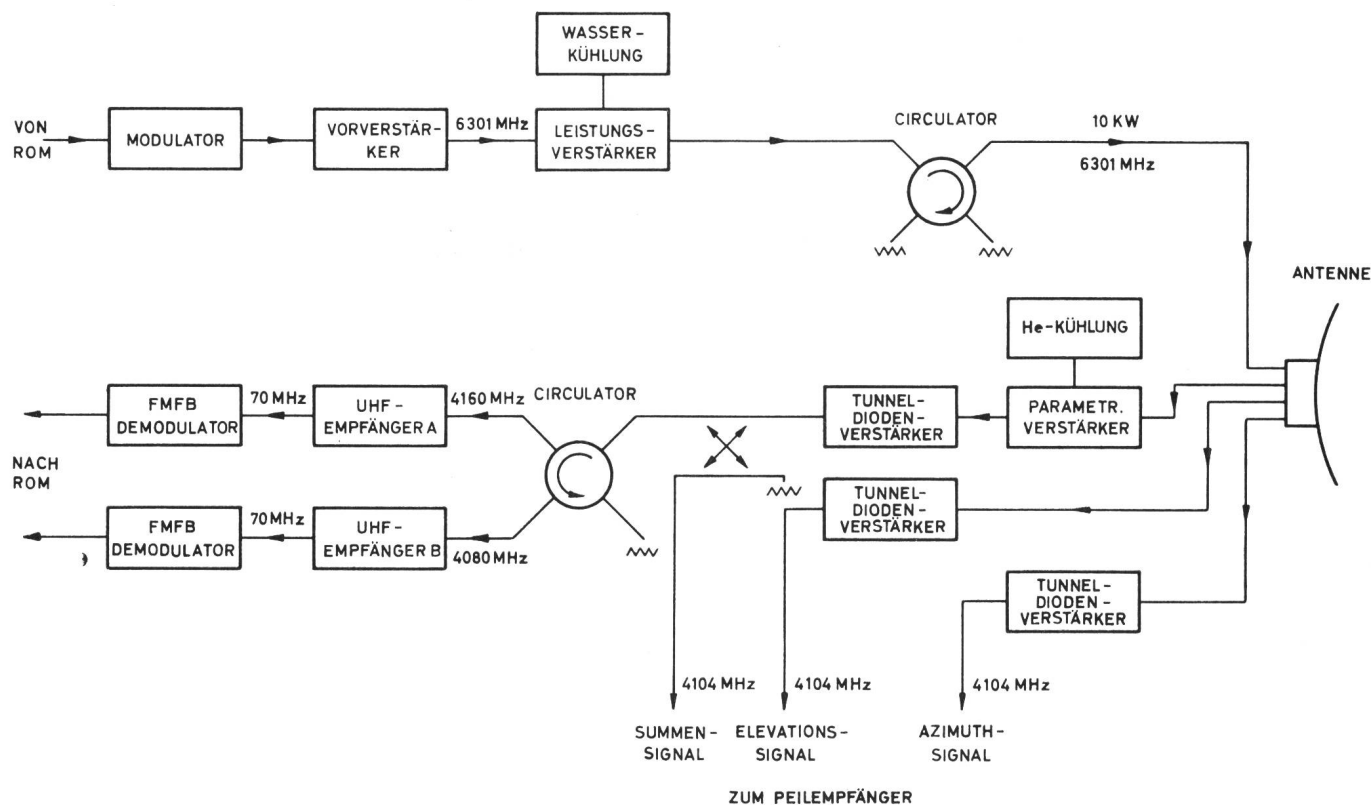 WASSER-
KÜHLUNG
VON
ROM
MODULATOR
VORVERSTÄR-
KER
6301 MHz
LEISTUNGS-
VERSTÄRKER
CIRCULATOR
10 KW
6301 MHz
ANTENNE
He-KÜHLUNG
FMFB
DEMODULATOR
70 MHz
UHF-
EMPFÄNGER A
4160 MHz
CIRCULATOR
TUNNEL-
DIODEN-
VERSTÄRKER
PARAMETR.
VERSTÄRKER
NACH
ROM
FMFB
DEMODULATOR
70 MHz
UHF-
EMPFÄNGER B
4080 MHz
TUNNEL-
DIODEN-
VERSTÄRKER
TUNNEL-
DIODEN-
VERSTÄRKER
4104 MHz
4104 MHz
4104 MHz
SUMMEN-
SIGNAL
ELEVATIONS-
SIGNAL
AZIMUTH-
SIGNAL
ZUM PEILEMPFÄNGER